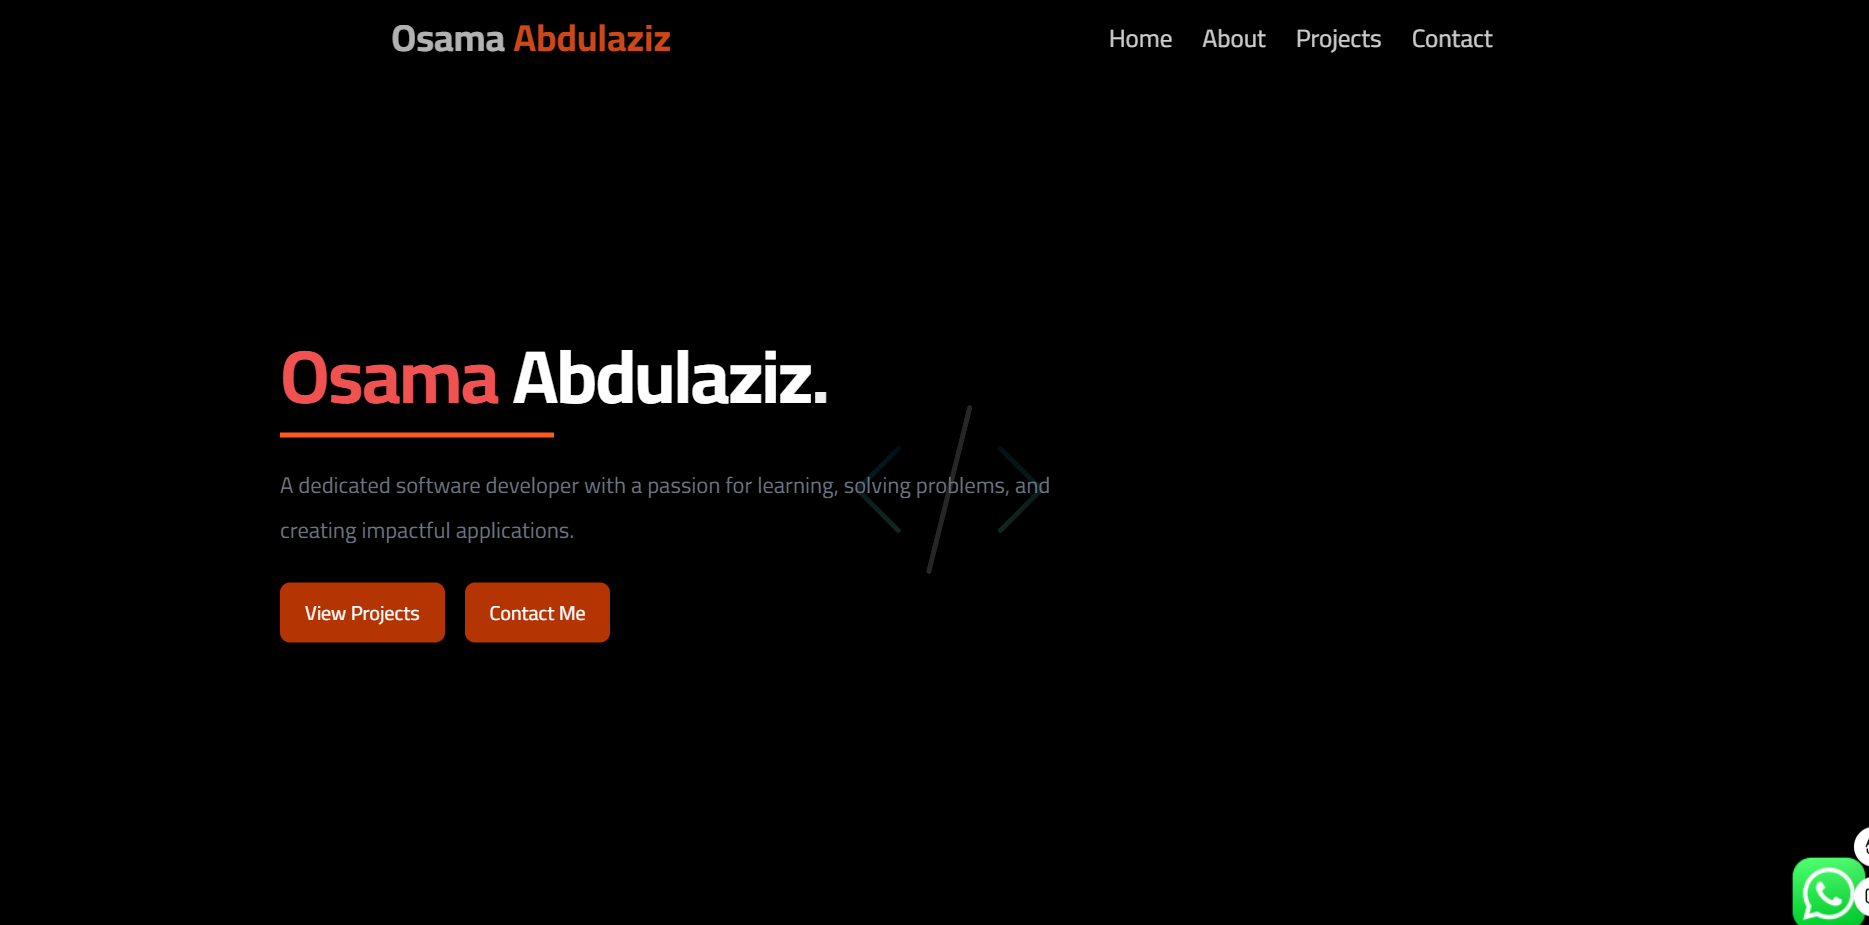 Osama Abdulaziz
Home About Projects Contact
Osama Abdulaziz.
A dedicated software developer with a passion for learning, solving problems, and
creating impactful applications.
View Projects Contact Me